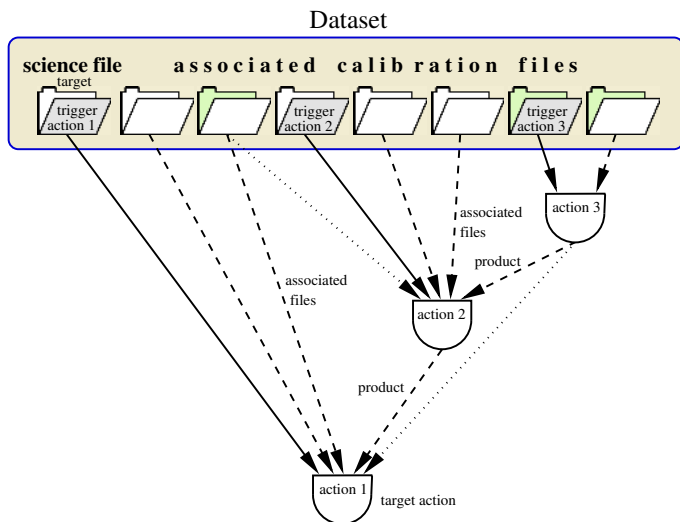 Dataset
science file
associated calibration files
target
trigger
action 1
trigger
action 2
trigger
action 3
action 3
associated
files
product
associated
files
action 2
product
action 1
target action